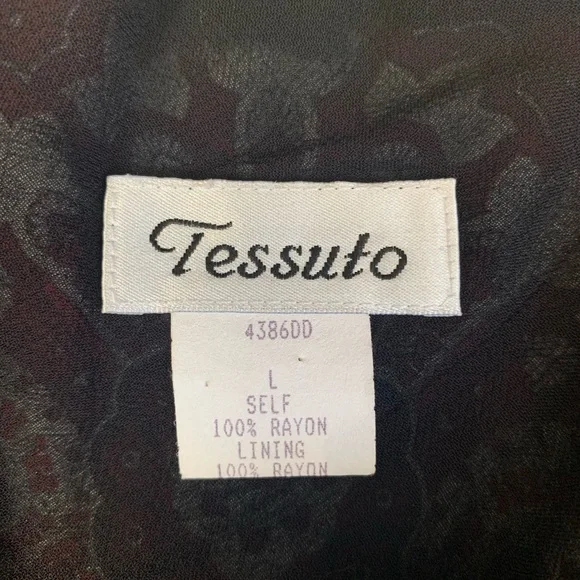 Tessuto
4386DD
L
SELF
100% RAYON
LINING
100% RAYON